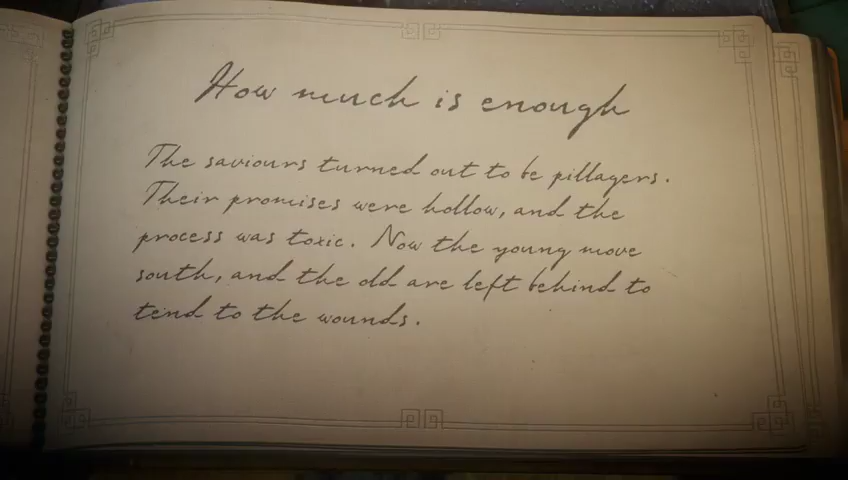 How much is enough
The saviours turned out to be pillagers.
Their promises were hollow, and the
process was toxic. Now the young move
south, and the old are left behind to
tend to the wounds.